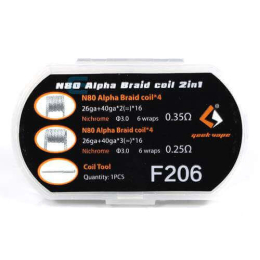 N80 Alpha Braid coil 2in1
N80 Alpha Braid coil*4
26ga+40ga*2(=)*16
Nichrome Φ3.0 6 wraps 0.35Ω
geek vape
N80 Alpha Braid coil*4
26ga+40ga*3(=)*16
Nichrome Φ3.0 6 wraps 0.25Ω
Coil Tool
Quantity: 1PCS
F206